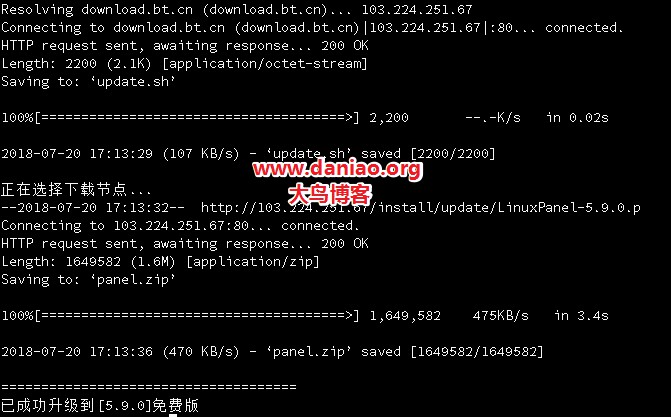 Resolving download.bt.cn (download.bt.cn)... 103.224.251.67
Connecting to download.bt.cn (download.bt.cn)|103.224.251.67|:80... connected.
HTTP request sent, awaiting response... 200 OK
Length: 2200 (2.1K) [application/octet-stream]
Saving to: ‘update.sh’
100%[======================================>] 2,200       --.-K/s   in 0.02s
2018-07-20 17:13:29 (107 KB/s) - ‘update.sh’ saved [2200/2200]
www.daniao.org
正在选择下载节点...
大鸟博客
--2018-07-20 17:13:32--  http://103.224.251.67/install/update/LinuxPanel-5.9.0.p
Connecting to 103.224.251.67:80... connected.
HTTP request sent, awaiting response... 200 OK
Length: 1649582 (1.6M) [application/zip]
Saving to: ‘panel.zip’
100%[======================================>] 1,649,582    475KB/s   in 3.4s
2018-07-20 17:13:36 (470 KB/s) - ‘panel.zip’ saved [1649582/1649582]
=====================================
已成功升级到[5.9.0]免费版